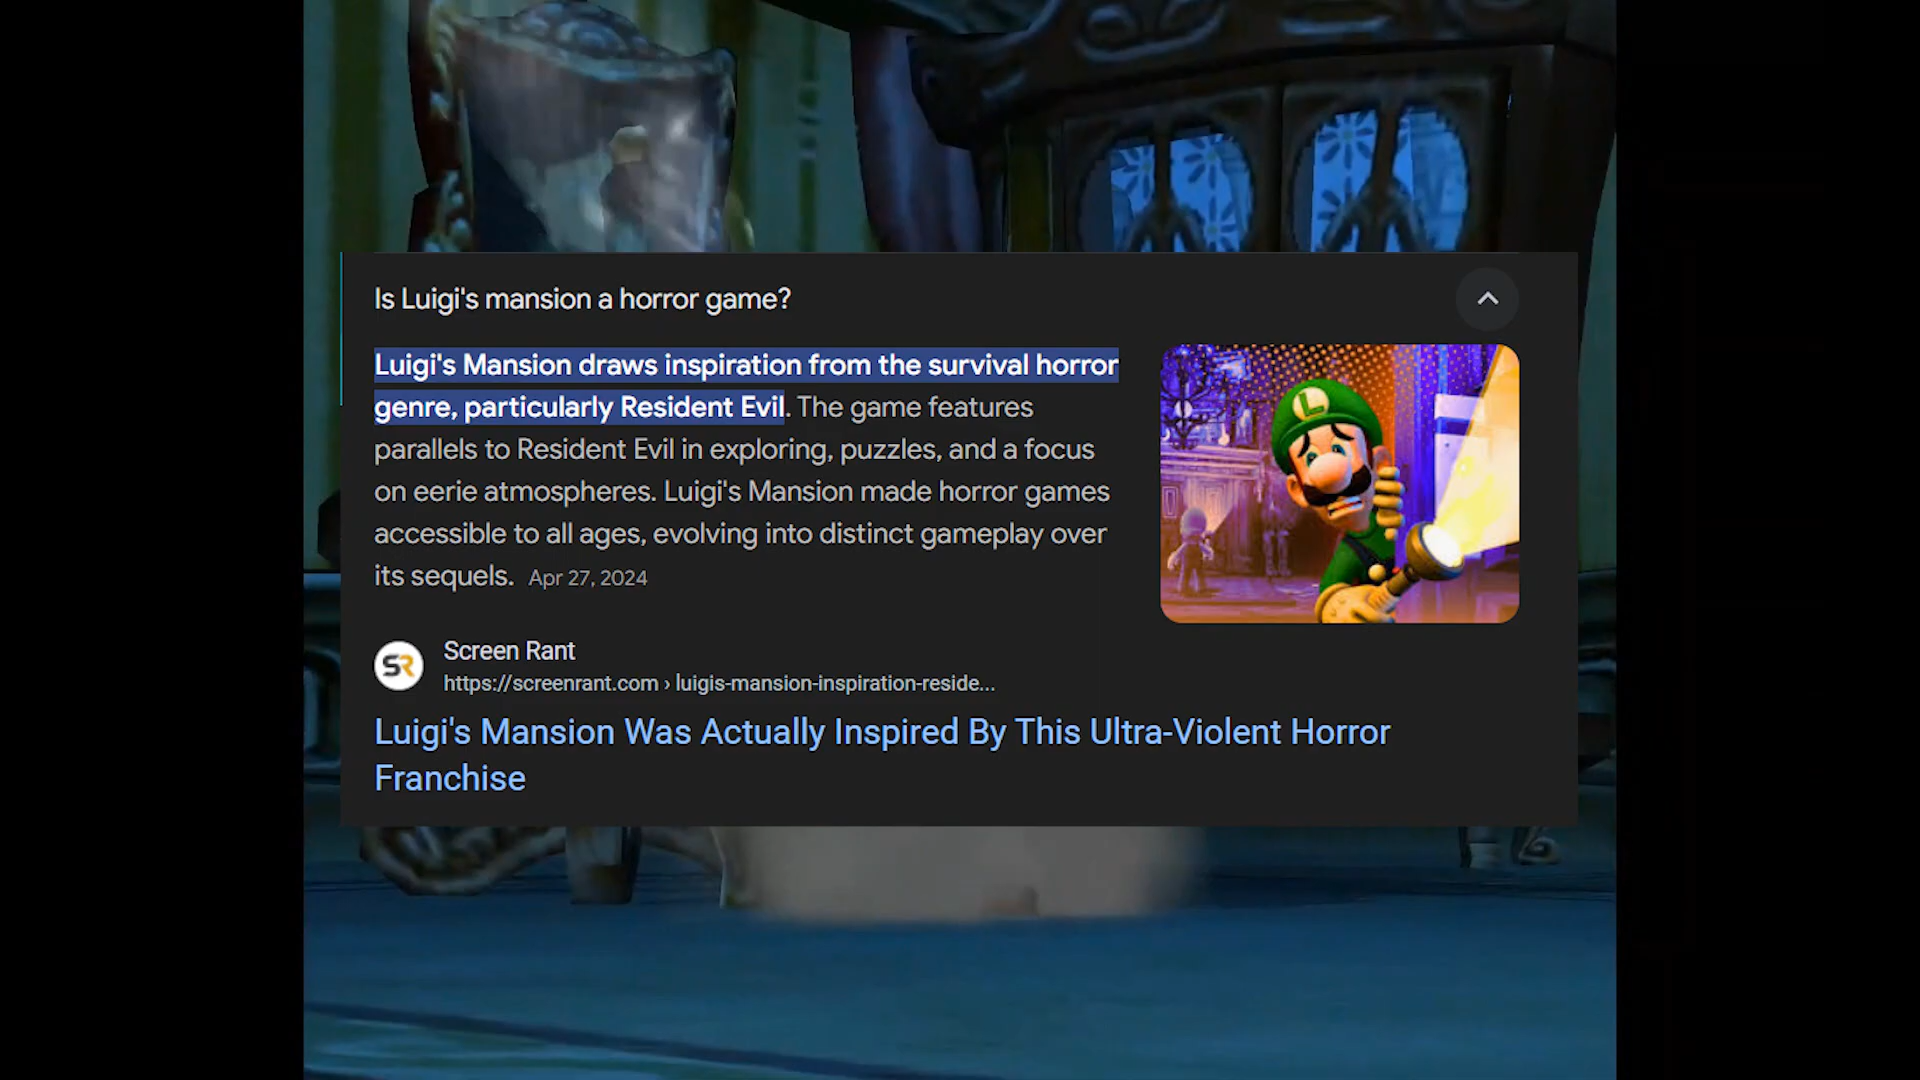 Is Luigi's mansion a horror game?
Luigi's Mansion draws inspiration from the survival horror
genre, particularly Resident Evil. The game features
parallels to Resident Evil in exploring, puzzles, and a focus
on eerie atmospheres. Luigi's Mansion made horror games
accessible to all ages, evolving into distinct gameplay over
its sequels. Apr 27, 2024
L
SR
Screen Rant
https://screenrant.com › luigis-mansion-inspiration-reside...
Luigi's Mansion Was Actually Inspired By This Ultra-Violent Horror
Franchise